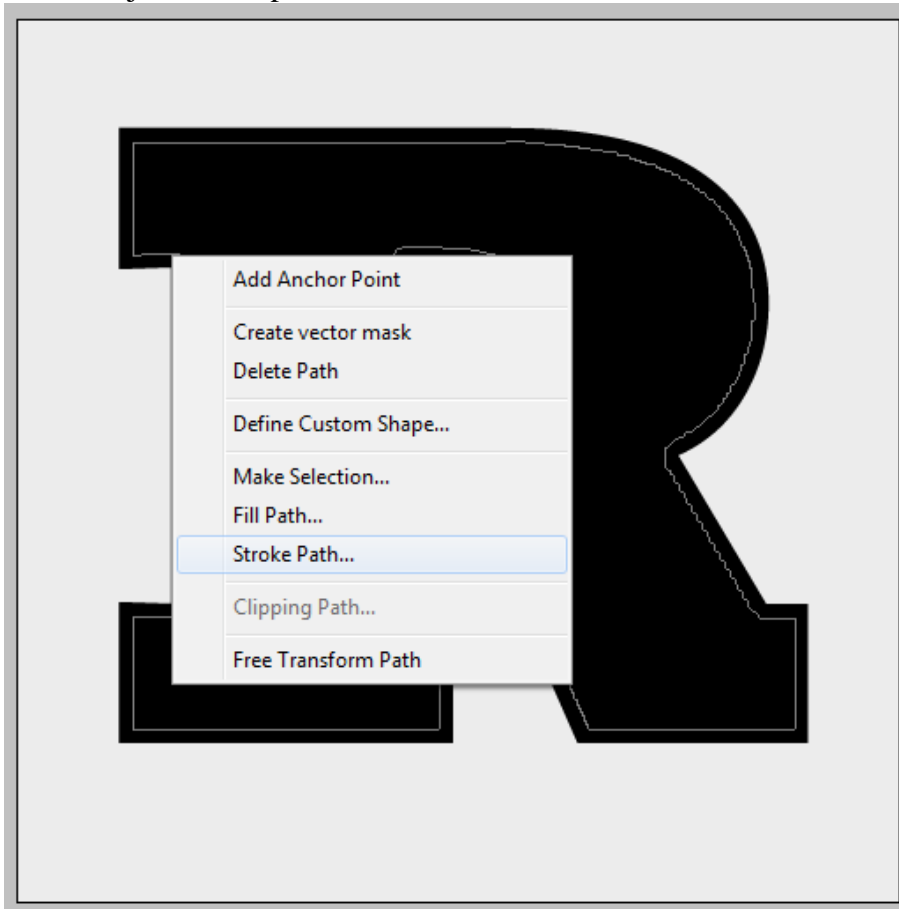 R
Add Anchor Point
Create vector mask
Delete Path
Define Custom Shape...
Make Selection...
Fill Path...
Stroke Path...
Clipping Path...
Free Transform Path